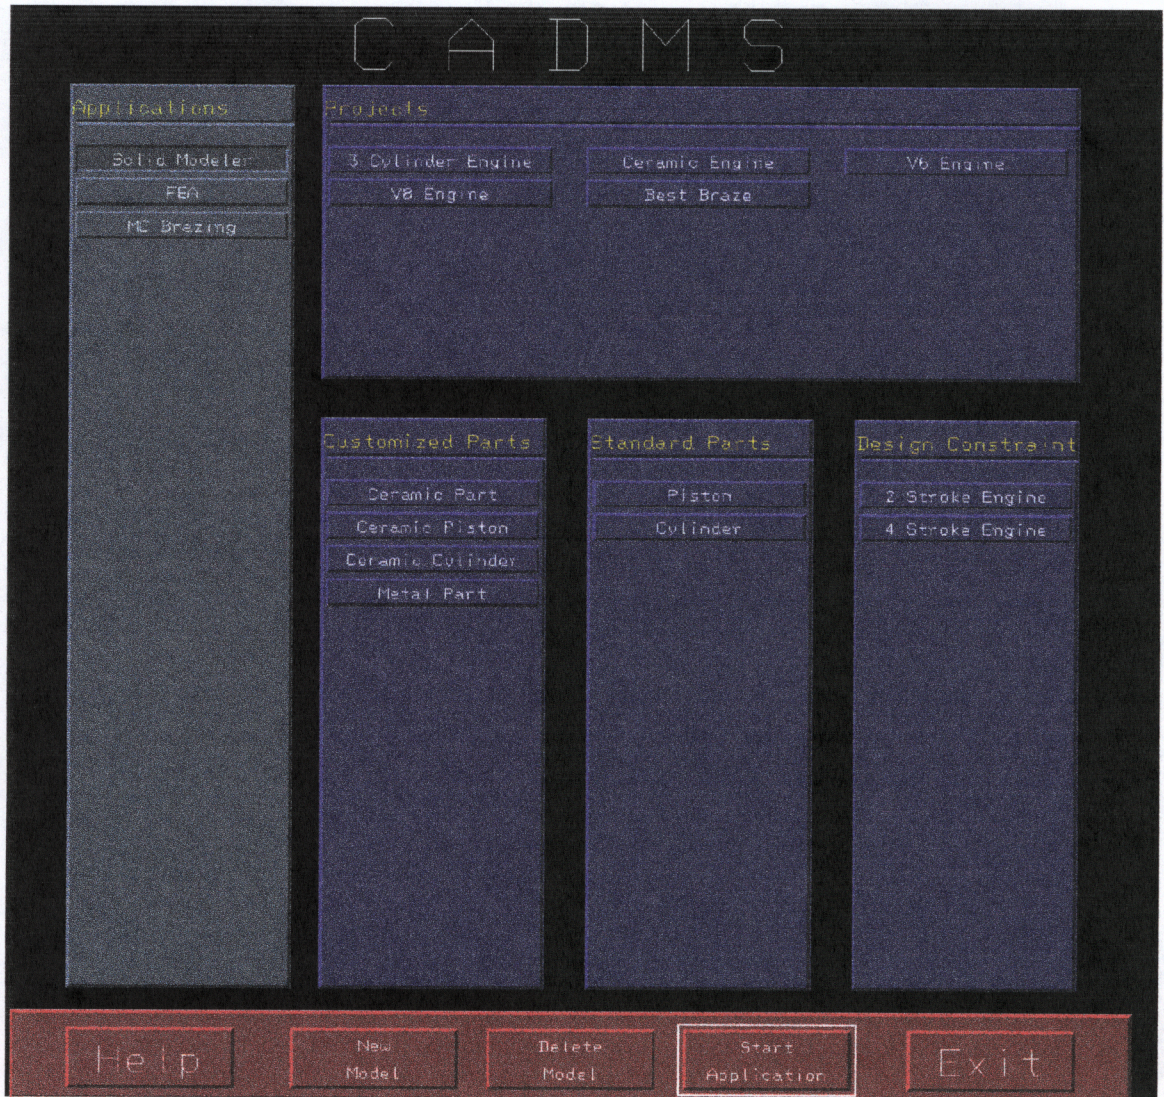 CADMS
Applications
Solid Modeler
FEA
MC Brazing
Projects
3 Cylinder Engine
Ceramic Engine
V6 Engine
V8 Engine
Best Braze
Customized Parts
Ceramic Part
Ceramic Piston
Ceramic Cylinder
Metal Part
Standard Parts
Piston
Cylinder
Design Constraint
2 Stroke Engine
4 Stroke Engine
Help
New
Model
Delete
Model
Start
Application
Exit